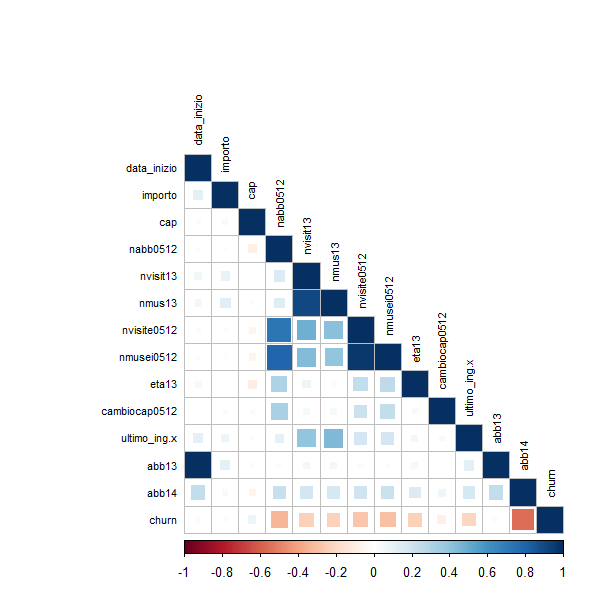 data_inizio
importo
cap
nabb0512
nvisit13
nmus13
nvisite0512
nmusei0512
eta13
cambiocap0512
ultimo_ing.x
abb13
abb14
churn
data_inizio
importo
cap
nabb0512
nvisit13
nmus13
nvisite0512
nmusei0512
eta13
cambiocap0512
ultimo_ing.x
abb13
abb14
churn
-1 -0.8 -0.6 -0.4 -0.2 0 0.2 0.4 0.6 0.8 1